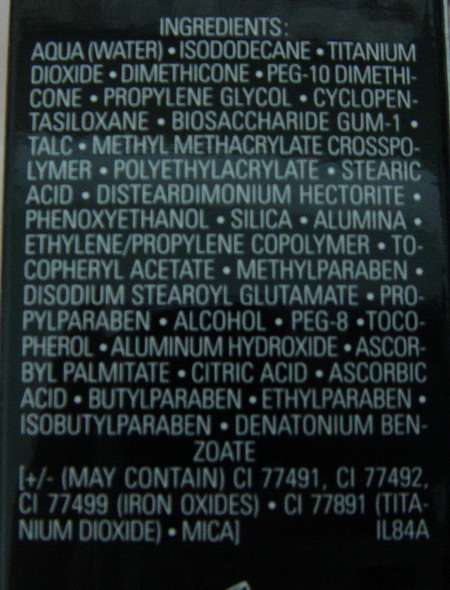 INGREDIENTS:
AQUA (WATER) • ISODODECANE • TITANIUM
DIOXIDE • DIMETHICONE • PEG-10 DIMETHI-
CONE • PROPYLENE GLYCOL • CYCLOPEN-
TASILOXANE • BIOSACCHARIDE GUM-1 •
TALC • METHYL METHACRYLATE CROSSPO-
LYMER • POLYETHYLACRYLATE • STEARIC
ACID • DISTEARDIMONIUM HECTORITE •
PHENOXYETHANOL • SILICA • ALUMINA •
ETHYLENE/PROPYLENE COPOLYMER • TO-
COPHERYL ACETATE • METHYLPARABEN •
DISODIUM STEAROYL GLUTAMATE • PRO-
PYLPARABEN • ALCOHOL • PEG-8 •TOCO-
PHEROL • ALUMINUM HYDROXIDE • ASCOR-
BYL PALMITATE • CITRIC ACID • ASCORBIC
ACID • BUTYLPARABEN • ETHYLPARABEN •
ISOBUTYLPARABEN • DENATONIUM BEN-
ZOATE
[+/- (MAY CONTAIN) CI 77491, CI 77492,
CI 77499 (IRON OXIDES) • CI 77891 (TITA-
NIUM DIOXIDE) • MICA] IL84A